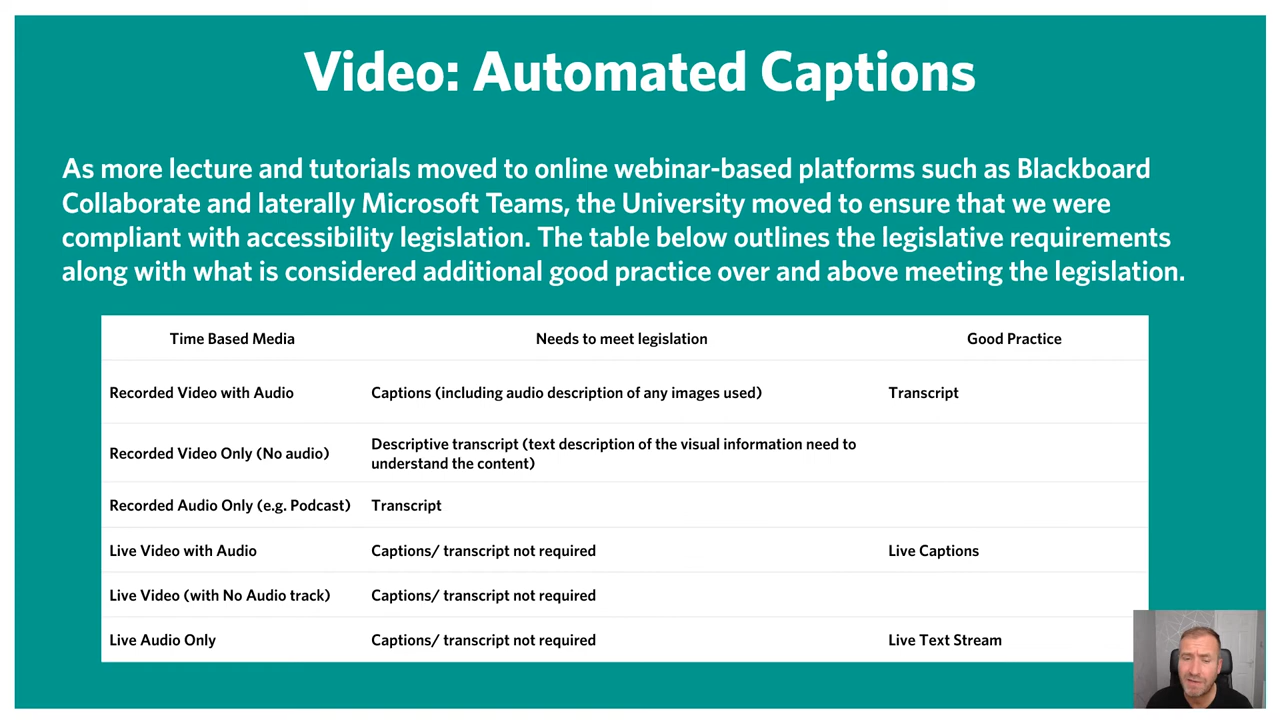 Video: Automated Captions
As more lecture and tutorials moved to online webinar-based platforms such as Blackboard
Collaborate and laterally Microsoft Teams, the University moved to ensure that we were
compliant with accessibility legislation. The table below outlines the legislative requirements
along with what is considered additional good practice over and above meeting the legislation.
Time Based Media Needs to meet legislation Good Practice
Recorded Video with Audio Captions (including audio description of any images used) Transcript
Recorded Video Only (No audio) Descriptive transcript (text description of the visual information need to
understand the content)
Recorded Audio Only (e.g. Podcast) Transcript
Live Video with Audio Captions/ transcript not required Live Captions
Live Video (with No Audio track) Captions/ transcript not required
Live Audio Only Captions/ transcript not required Live Text Stream